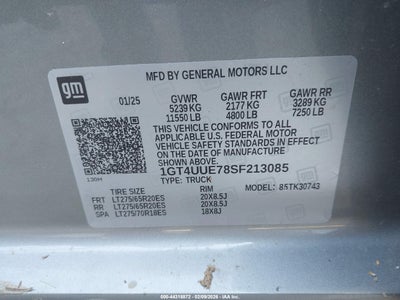 MFD BY GENERAL MOTORS LLC
gm
01/25 GVWR GAWR FRT GAWR RR
5239 KG 2177 KG 3289 KG
11550 LB 4800 LB 7250 LB
THIS VEHICLE CONFORMS TO ALL
APPLICABLE U.S. FEDERAL MOTOR
VEHICLE SAFETY STANDARDS IN
EFFECT ON THE DATE OF MANUFACTURE
SHOWN ABOVE.
1GT4UUE78SF213085
TYPE: TRUCK
TIRE SIZE RIM MODEL: 85TK30743
FRT LT275/65R20ES 20X8.5J
RR LT275/65R20ES 20X8.5J
SPA LT275/70R18ES 18X8J